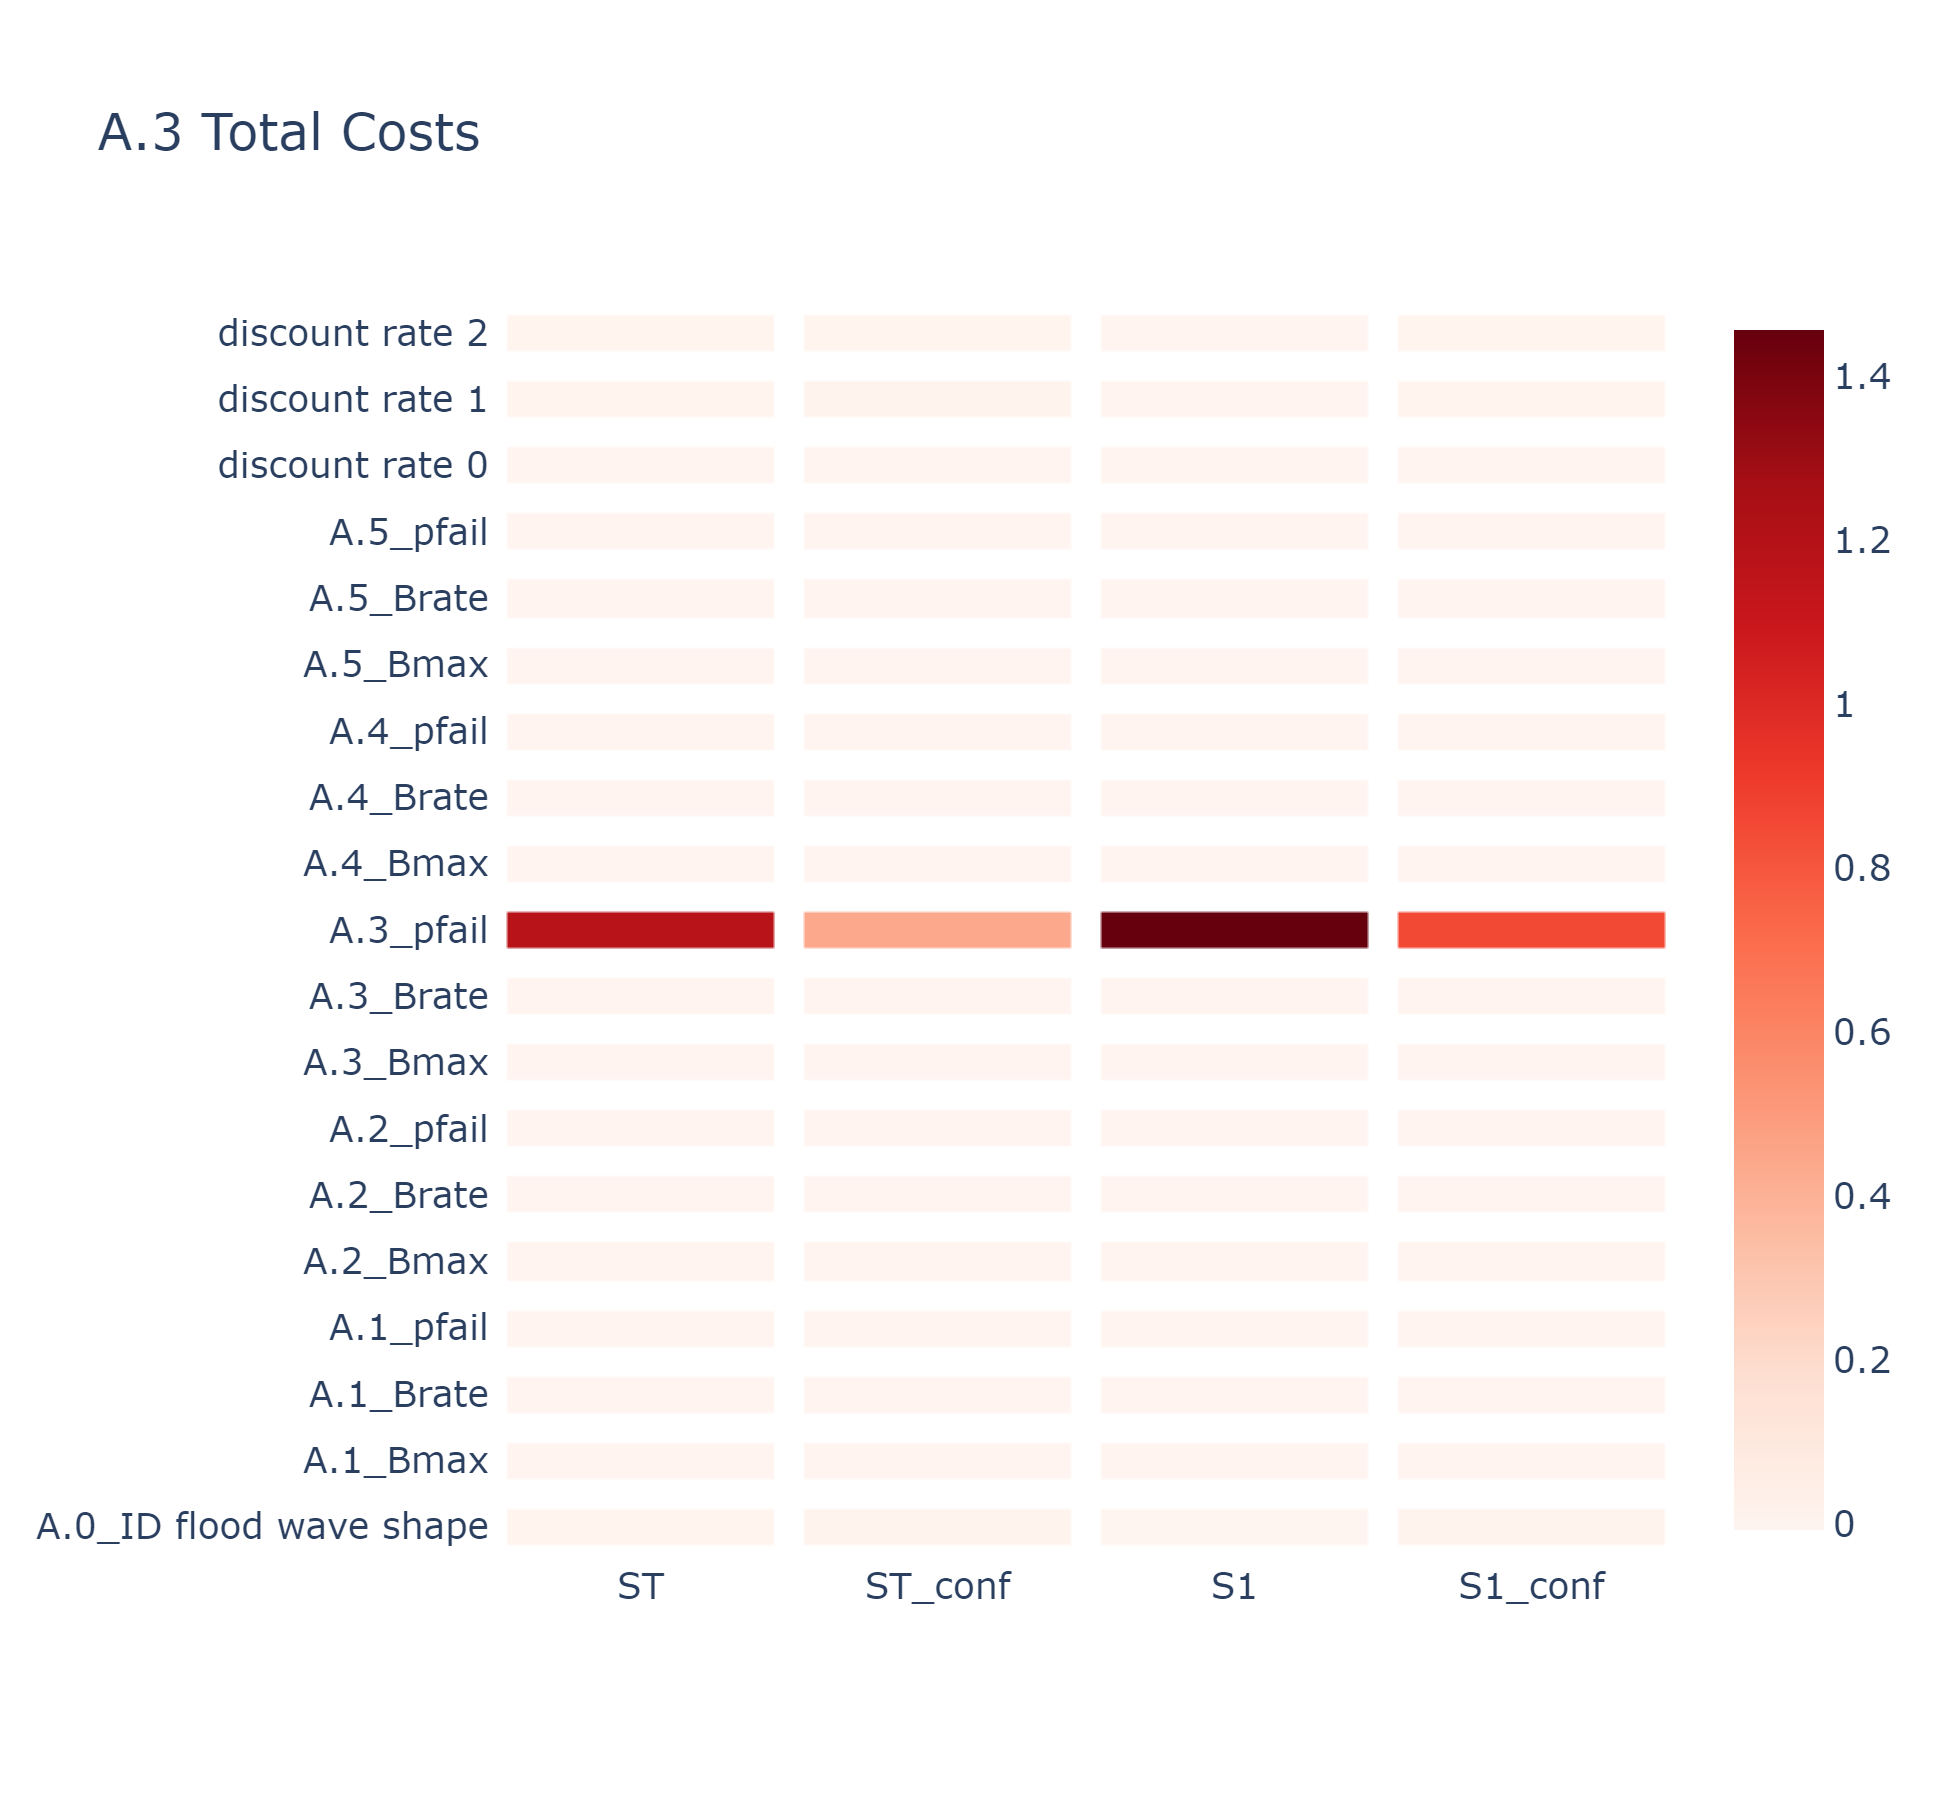 A.3 Total Costs
discount rate 2
discount rate 1
discount rate 0
A.5_pfail
A.5_Brate
A.5_Bmax
A.4_pfail
A.4_Brate
A.4_Bmax
A.3_pfail
A.3_Brate
A.3_Bmax
A.2_pfail
A.2_Brate
A.2_Bmax
A.1_pfail
A.1_Brate
A.1_Bmax
A.0_ID flood wave shape
ST ST_conf S1 S1_conf
1.4
1.2
1
0.8
0.6
0.4
0.2
0